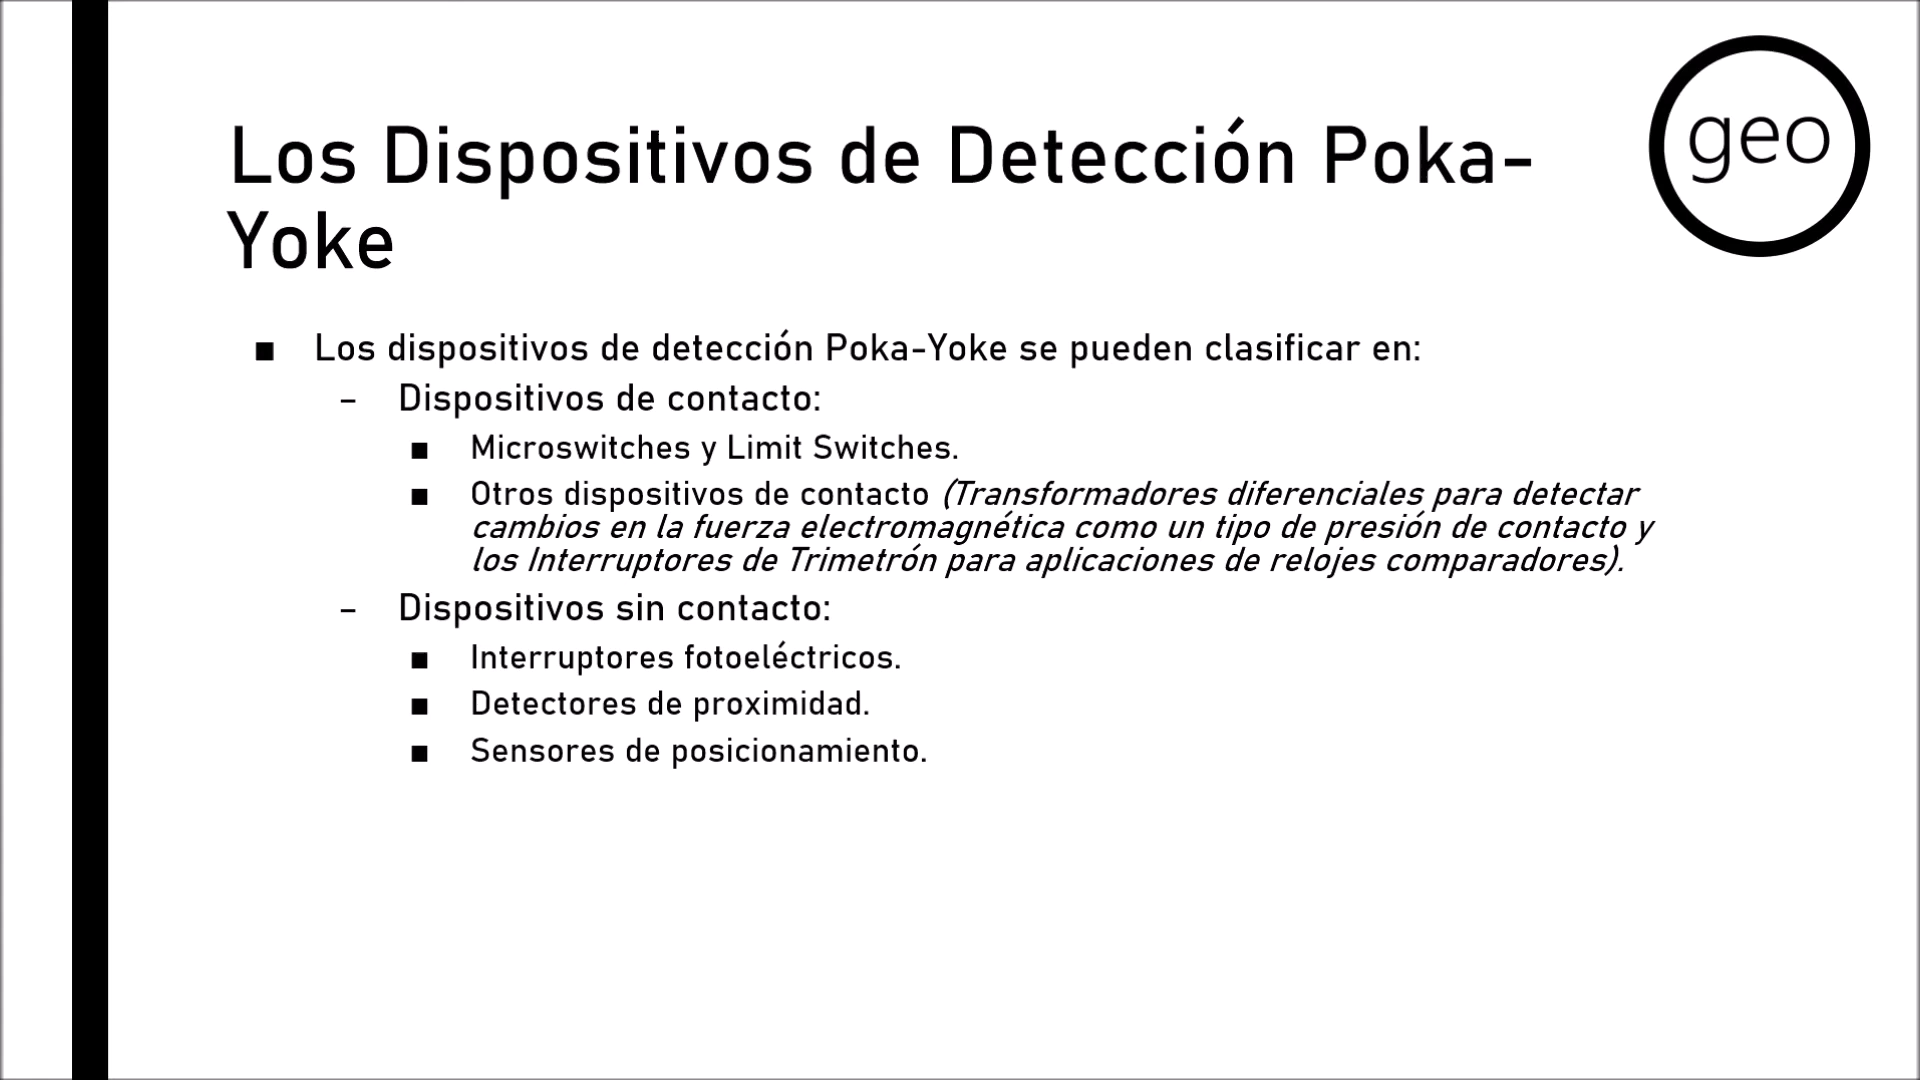 geo
Los Dispositivos de Detección Poka-
Yoke
■ Los dispositivos de detección Poka-Yoke se pueden clasificar en:
– Dispositivos de contacto:
■ Microswitches y Limit Switches.
■ Otros dispositivos de contacto (Transformadores diferenciales para detectar
cambios en la fuerza electromagnética como un tipo de presión de contacto y
los Interruptores de Trimetrón para aplicaciones de relojes comparadores).
– Dispositivos sin contacto:
■ Interruptores fotoeléctricos.
■ Detectores de proximidad.
■ Sensores de posicionamiento.